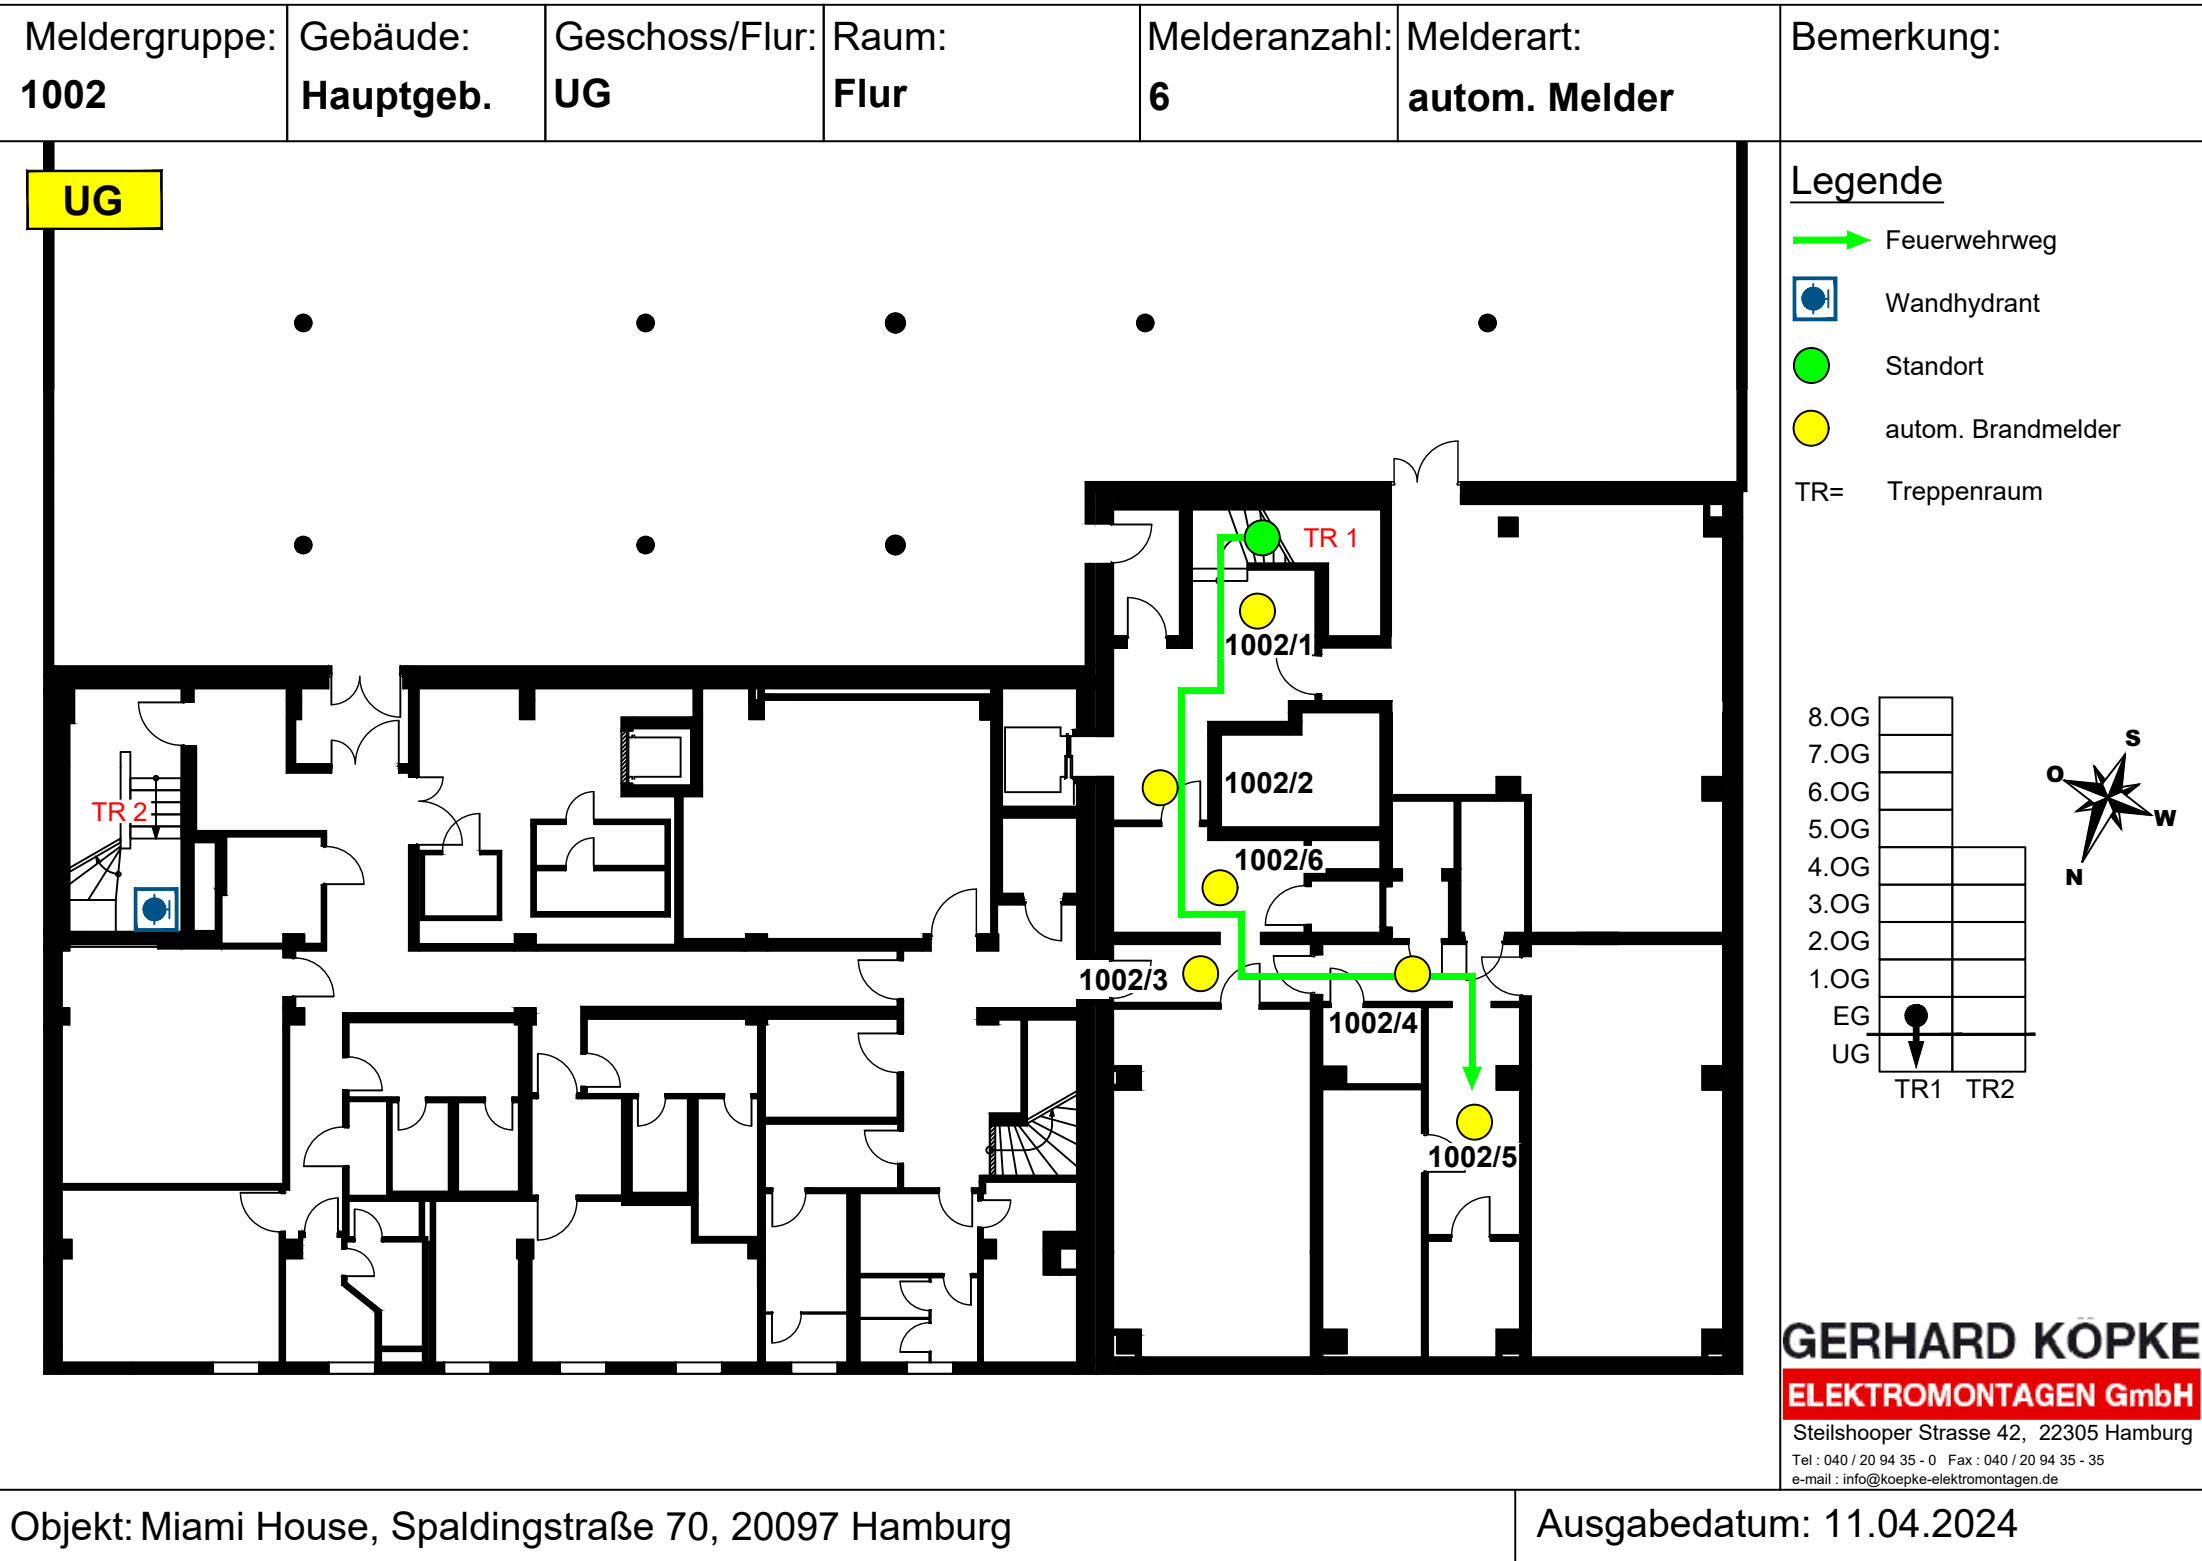 Meldergruppe:
1002
Gebäude:
Hauptgeb.
Geschoss/Flur:
UG
Raum:
Flur
Melderanzahl:
6
Melderart:
autom. Melder
Bemerkung:
UG
Legende
Feuerwehrweg
Wandhydrant
Standort
autom. Brandmelder
TR= Treppenraum
TR 1
1002/1
1002/2
TR 2
1002/6
1002/3
1002/4
1002/5
8.OG
7.OG
6.OG
5.OG
4.OG
3.OG
2.OG
1.OG
EG
UG
TR1 TR2
S
O
W
N
GERHARD KÖPKE
ELEKTROMONTAGEN GmbH
Steilshooper Strasse 42, 22305 Hamburg
Tel : 040 / 20 94 35 - 0 Fax : 040 / 20 94 35 - 35
e-mail : info@koepke-elektromontagen.de
Objekt: Miami House, Spaldingstraße 70, 20097 Hamburg
Ausgabedatum: 11.04.2024